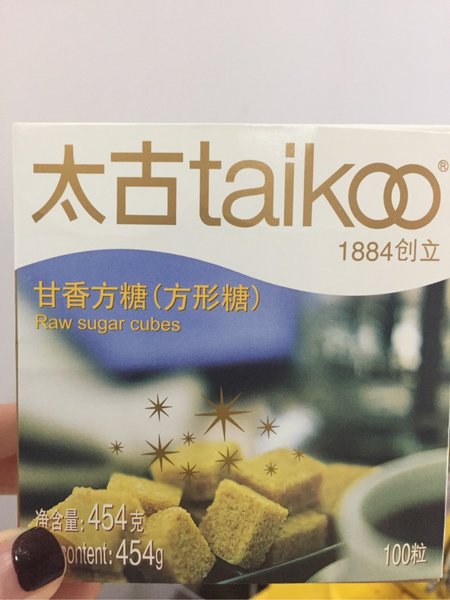 太古taikoo®
1884创立
甘香方糖(方形糖)
Raw sugar cubes
净含量:454克
content:454g
100粒